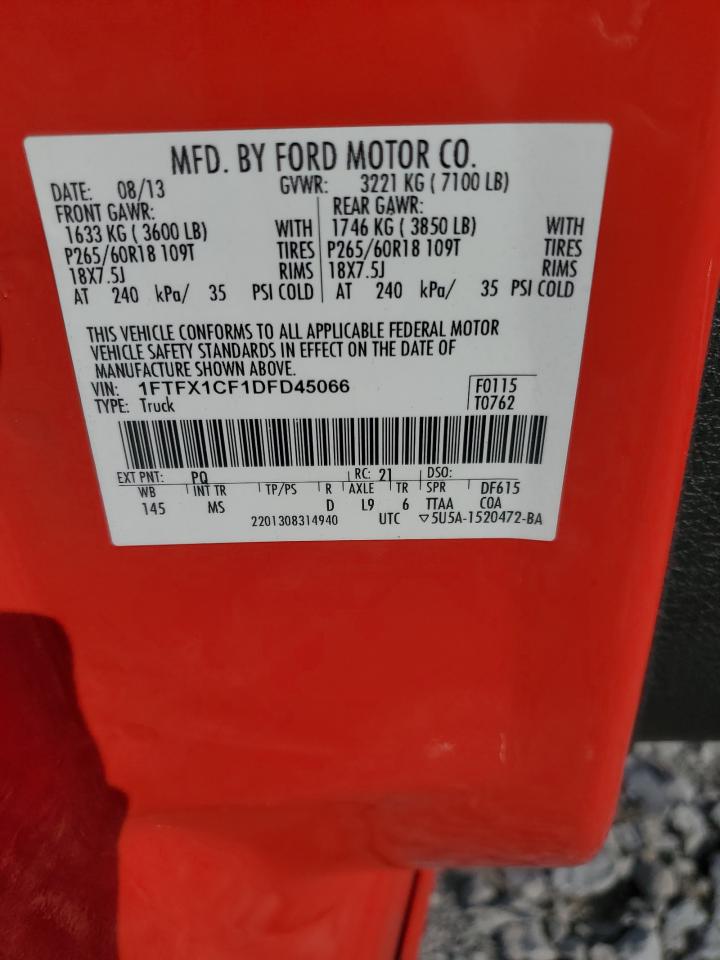 MFD. BY FORD MOTOR CO.
DATE: 08/13 GVWR: 3221 KG ( 7100 LB)
FRONT GAWR: REAR GAWR:
1633 KG ( 3600 LB) WITH 1746 KG ( 3850 LB) WITH
P265/60R18 109T TIRES P265/60R18 109T TIRES
18X7.5J RIMS 18X7.5J RIMS
AT 240 kPa/ 35 PSI COLD AT 240 kPa/ 35 PSI COLD
THIS VEHICLE CONFORMS TO ALL APPLICABLE FEDERAL MOTOR
VEHICLE SAFETY STANDARDS IN EFFECT ON THE DATE OF
MANUFACTURE SHOWN ABOVE.
VIN: 1FTFX1CF1DFD45066 F0115
TYPE: Truck T0762
EXT PNT: PQ RC: 21 DSO:
WB INT TR TP/PS R AXLE TR SPR DF615
145 MS D L9 6 TTAA COA
2201308314940 UTC ▽5U5A-1520472-BA